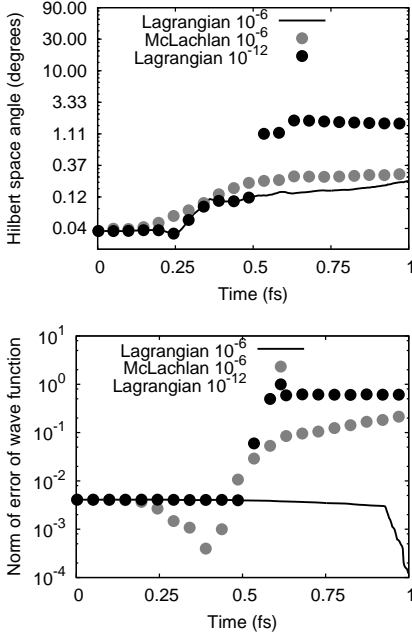 90.00
30.00
10.00
3.33
1.11
0.37
0.12
0.04
Hilbert space angle (degrees)
Lagrangian 10^-6
McLachlan 10^-6
Lagrangian 10^-12
0 0.25 0.5 0.75 1
Time (fs)
10^1
10^0
10^-1
10^-2
10^-3
10^-4
Norm of error of wave function
Lagrangian 10^-6
McLachlan 10^-6
Lagrangian 10^-12
0 0.25 0.5 0.75 1
Time (fs)